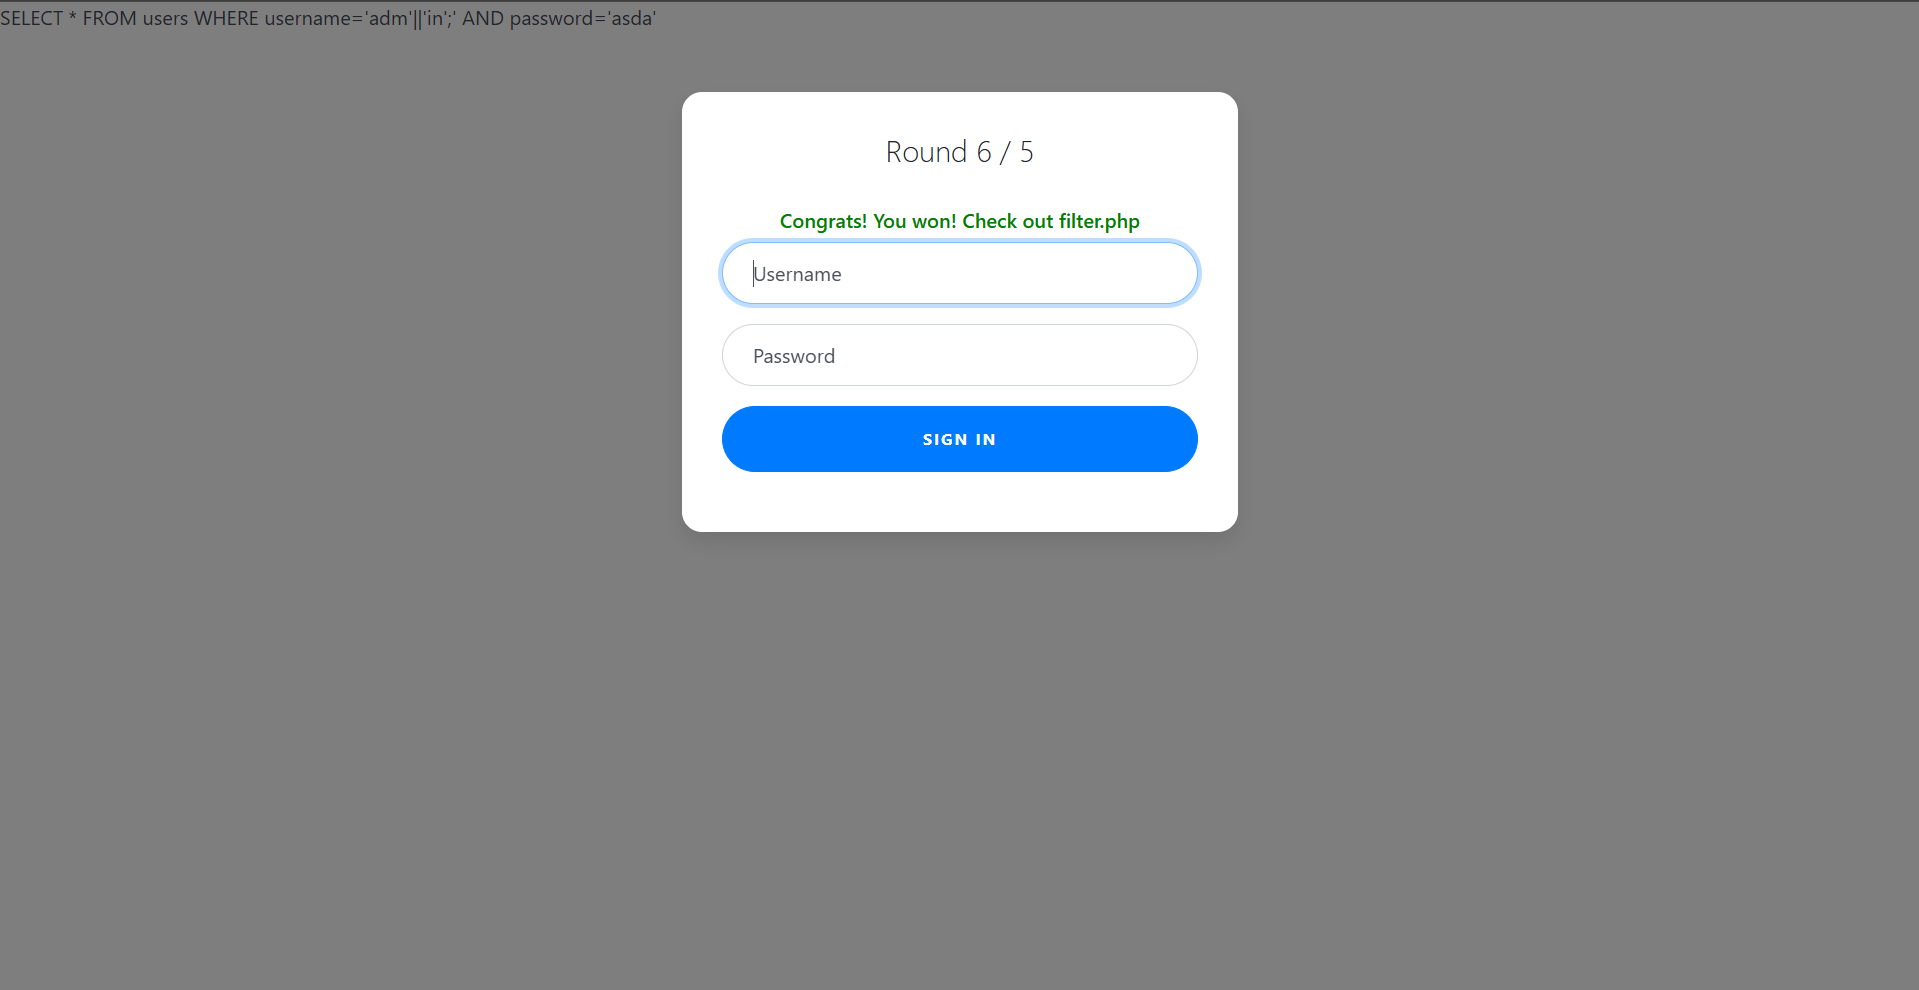 SELECT * FROM users WHERE username='adm'||'in';' AND password='asda'
Round 6 / 5
Congrats! You won! Check out filter.php
Username
Password
SIGN IN